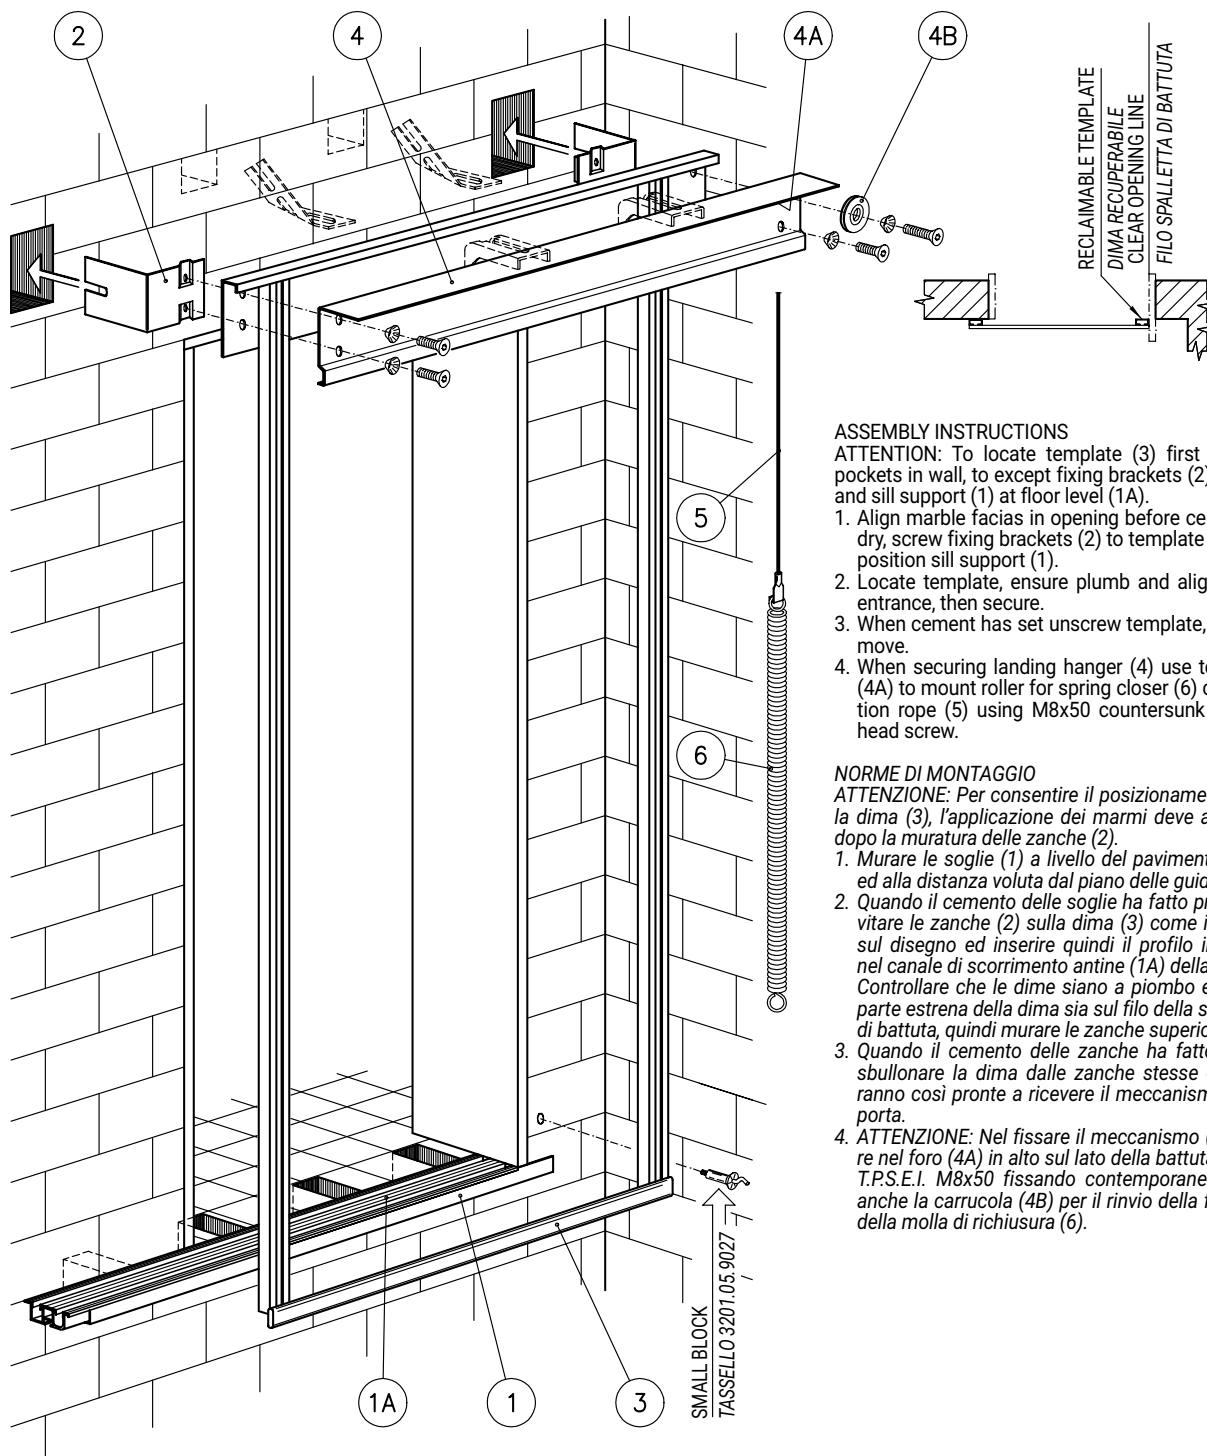 2
4
4A
4B
RECLAIMABLE TEMPLATE
DIMA RECUPERABILE
CLEAR OPENING LINE
FILO SPALLETTA DI BATTUTA
5
6
ASSEMBLY INSTRUCTIONS
ATTENTION: To locate template (3) first
pockets in wall, to except fixing brackets (2)
and sill support (1) at floor level (1A).
1. Align marble facias in opening before ce
dry, screw fixing brackets (2) to template
position sill support (1).
2. Locate template, ensure plumb and alig
entrance, then secure.
3. When cement has set unscrew template,
move.
4. When securing landing hanger (4) use to
(4A) to mount roller for spring closer (6) c
tion rope (5) using M8x50 countersunk
head screw.
NORME DI MONTAGGIO
ATTENZIONE: Per consentire il posizioname
la dima (3), l'applicazione dei marmi deve a
dopo la muratura delle zanche (2).
1. Murare le soglie (1) a livello del paviment
ed alla distanza voluta dal piano delle guid
2. Quando il cemento delle soglie ha fatto pr
vitare le zanche (2) sulla dima (3) come i
sul disegno ed inserire quindi il profilo i
nel canale di scorrimento antine (1A) della
Controllare che le dime siano a piombo e
parte estrena della dima sia sul filo della s
di battuta, quindi murare le zanche superio
3. Quando il cemento delle zanche ha fatto
sbullonare la dima dalle zanche stesse
ranno così pronte a ricevere il meccanism
porta.
4. ATTENZIONE: Nel fissare il meccanismo (
re nel foro (4A) in alto sul lato della battuta
T.P.S.E.I. M8x50 fissando contemporane
anche la carrucola (4B) per il rinvio della f
della molla di richiusura (6).
SMALL BLOCK
TASSELLO 3201.05.9027
1A
1
3